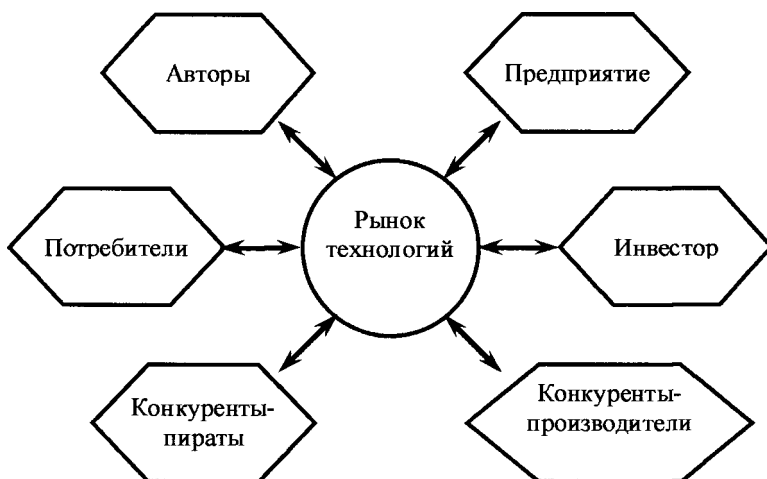 Авторы
Предприятие
Рынок
технологий
Потребители
Инвестор
Конкуренты-
пираты
Конкуренты-
производители